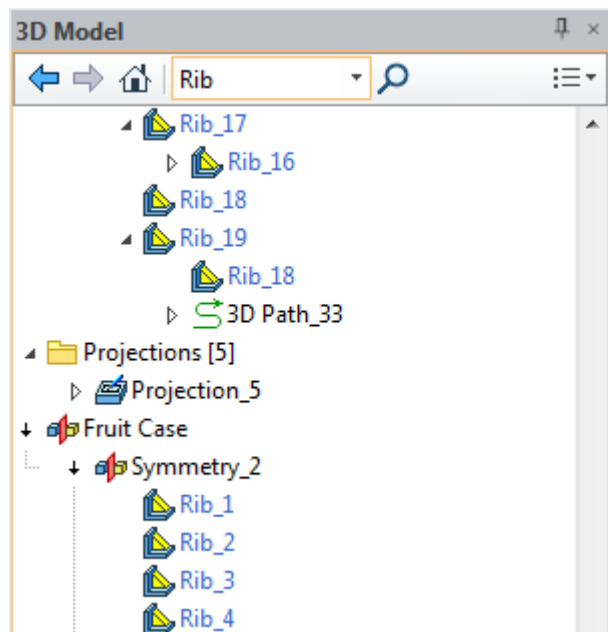 3D Model
Rib
Rib_17
Rib_16
Rib_18
Rib_19
Rib_18
3D Path_33
Projections [5]
Projection_5
Fruit Case
Symmetry_2
Rib_1
Rib_2
Rib_3
Rib_4